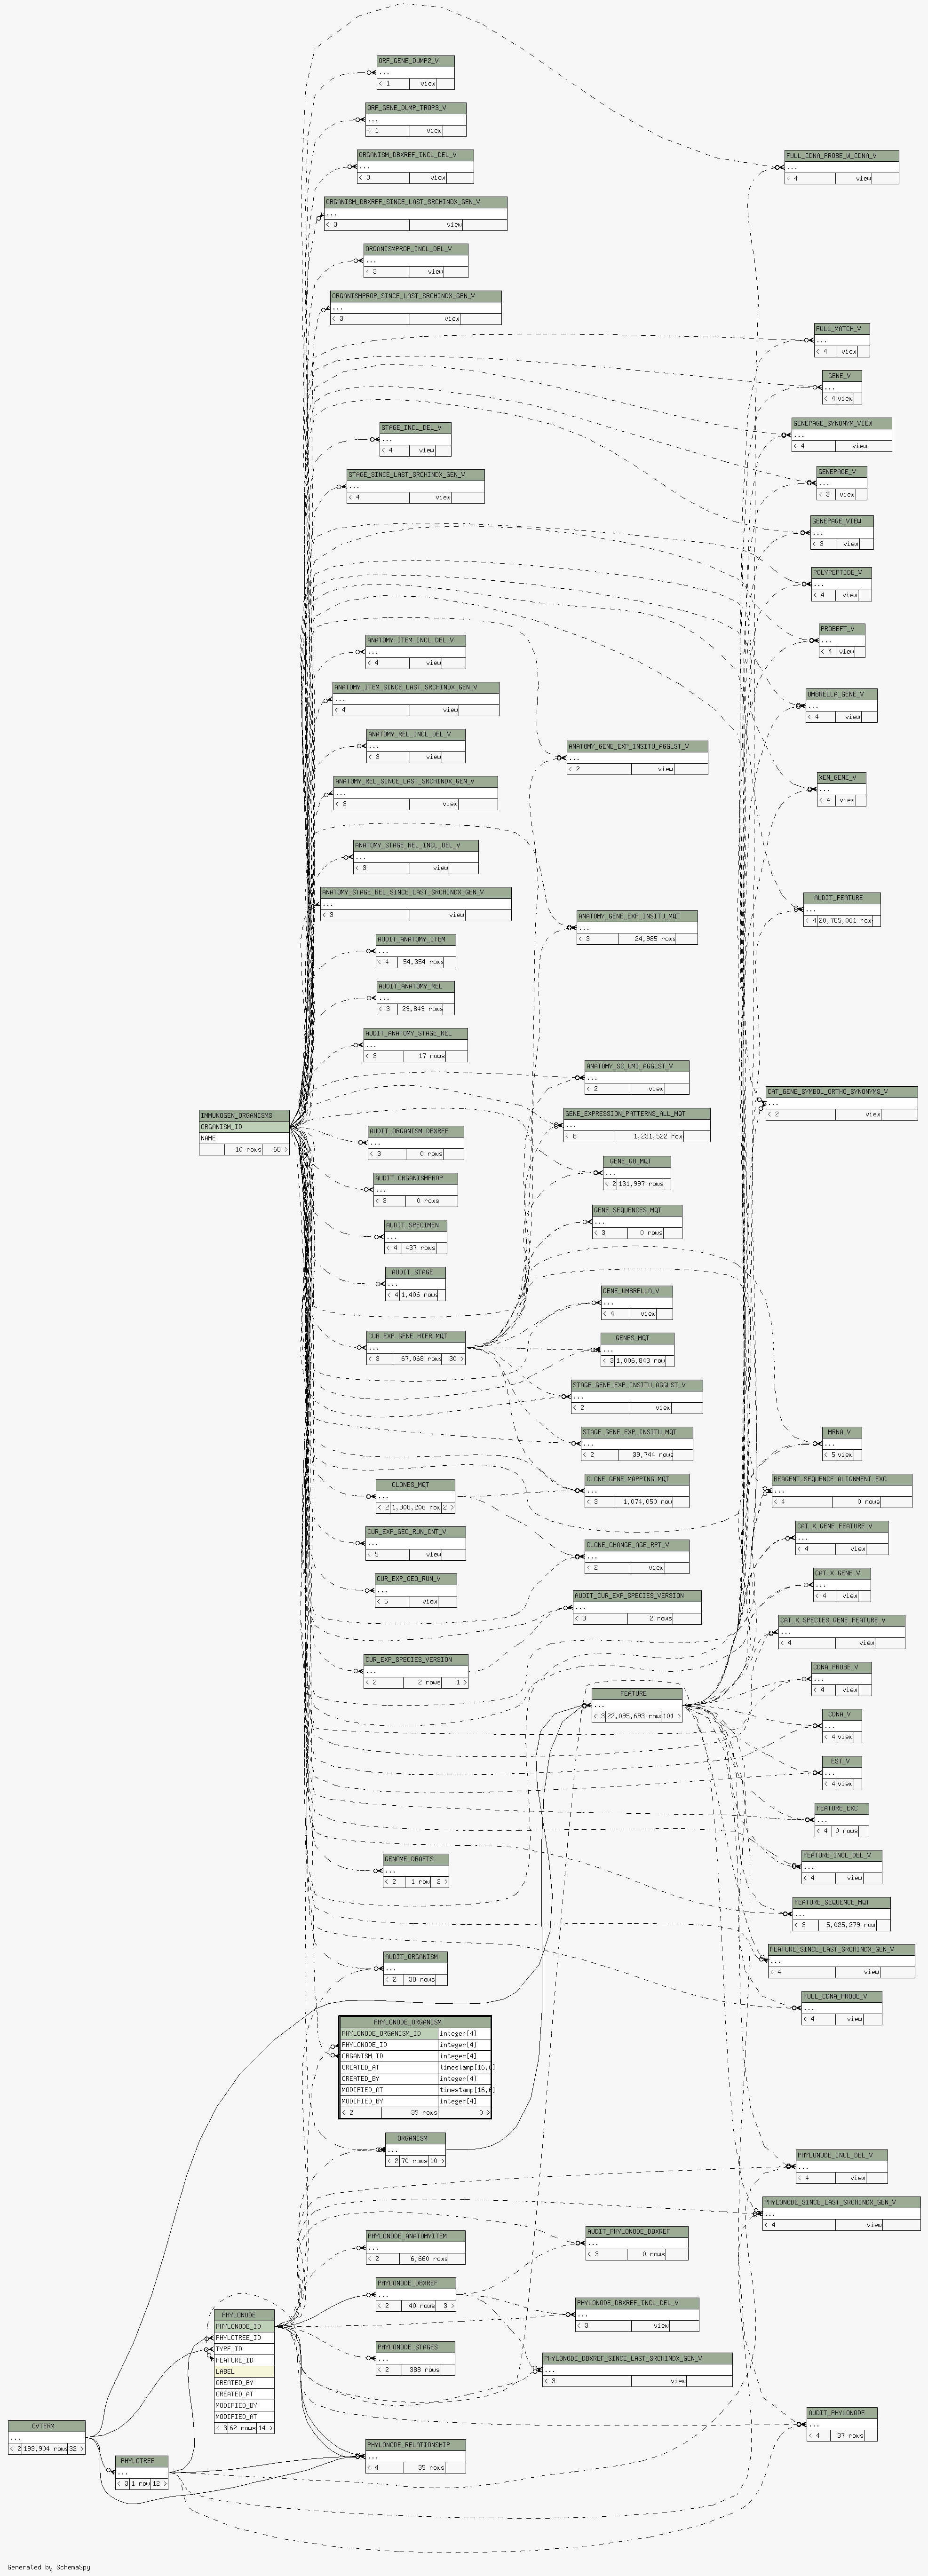 ORF_GENE_DUMP2_V
...
< 1 view
ORF_GENE_DUMP_TROP3_V
...
< 1 view
ORGANISM_DBXREF_INCL_DEL_V
...
< 3 view
FULL_CDNA_PROBE_W_CDNA_V
...
< 4 view
ORGANISM_DBXREF_SINCE_LAST_SRCHINDX_GEN_V
...
< 3 view
ORGANISMPROP_INCL_DEL_V
...
< 3 view
ORGANISMPROP_SINCE_LAST_SRCHINDX_GEN_V
...
< 3 view
FULL_MATCH_V
...
< 4 view
GENE_V
...
< 4 view
GENEPAGE_SYNONYM_VIEW
...
< 4 view
STAGE_INCL_DEL_V
...
< 4 view
GENEPAGE_V
...
< 3 view
STAGE_SINCE_LAST_SRCHINDX_GEN_V
...
< 4 view
GENEPAGE_VIEW
...
< 3 view
POLYPEPTIDE_V
...
< 4 view
PROBEFT_V
...
< 4 view
ANATOMY_ITEM_INCL_DEL_V
...
< 4 view
ANATOMY_ITEM_SINCE_LAST_SRCHINDX_GEN_V
...
< 4 view
UMBRELLA_GENE_V
...
< 4 view
ANATOMY_REL_INCL_DEL_V
...
< 3 view
ANATOMY_GENE_EXP_INSITU_AGGLST_V
...
< 2 view
XEN_GENE_V
...
< 4 view
ANATOMY_REL_SINCE_LAST_SRCHINDX_GEN_V
...
< 3 view
ANATOMY_STAGE_REL_INCL_DEL_V
...
< 3 view
ANATOMY_STAGE_REL_SINCE_LAST_SRCHINDX_GEN_V
...
< 3 view
AUDIT_FEATURE
...
< 4 20,785,061 row
ANATOMY_GENE_EXP_INSITU_MQT
...
< 3 24,985 rows
AUDIT_ANATOMY_ITEM
...
< 4 54,354 rows
AUDIT_ANATOMY_REL
...
< 3 29,849 rows
AUDIT_ANATOMY_STAGE_REL
...
< 3 17 rows
ANATOMY_SC_UMI_AGGLST_V
...
< 2 view
CAT_GENE_SYMBOL_ORTHO_SYNONYMS_V
...
< 2 view
IMMUNOGEN_ORGANISMS
ORGANISM_ID
NAME
10 rows 68 >
GENE_EXPRESSION_PATTERNS_ALL_MQT
...
< 8 1,231,522 row
AUDIT_ORGANISM_DBXREF
...
< 3 0 rows
GENE_GO_MQT
...
< 2 131,997 rows
AUDIT_ORGANISMPROP
...
< 3 0 rows
GENE_SEQUENCES_MQT
...
< 3 0 rows
AUDIT_SPECIMEN
...
< 4 437 rows
AUDIT_STAGE
...
< 4 1,406 rows
GENE_UMBRELLA_V
...
< 4 view
CUR_EXP_GENE_HIER_MQT
...
< 3 67,068 rows 30 >
GENES_MQT
...
< 3 1,006,843 row
STAGE_GENE_EXP_INSITU_AGGLST_V
...
< 2 view
STAGE_GENE_EXP_INSITU_MQT
...
< 2 39,744 rows
MRNA_V
...
< 5 view
CLONES_MQT
...
< 2 1,308,206 row 2 >
CLONE_GENE_MAPPING_MQT
...
< 3 1,074,050 row
REAGENT_SEQUENCE_ALIGNMENT_EXC
...
< 4 0 rows
CUR_EXP_GEO_RUN_CNT_V
...
< 5 view
CLONE_CHANGE_AGE_RPT_V
...
< 2 view
CAT_X_GENE_FEATURE_V
...
< 4 view
CUR_EXP_GEO_RUN_V
...
< 5 view
CAT_X_GENE_V
...
< 4 view
AUDIT_CUR_EXP_SPECIES_VERSION
...
< 3 2 rows
CAT_X_SPECIES_GENE_FEATURE_V
...
< 4 view
CUR_EXP_SPECIES_VERSION
...
< 2 2 rows 1 >
CDNA_PROBE_V
...
< 4 view
FEATURE
...
< 3 22,095,693 row 101 >
CDNA_V
...
< 4 view
EST_V
...
< 4 view
FEATURE_EXC
...
< 4 0 rows
GENOME_DRAFTS
...
< 2 1 row 2 >
FEATURE_INCL_DEL_V
...
< 4 view
FEATURE_SEQUENCE_MQT
...
< 3 5,025,279 row
AUDIT_ORGANISM
...
< 2 38 rows
FEATURE_SINCE_LAST_SRCHINDX_GEN_V
...
< 4 view
FULL_CDNA_PROBE_V
...
< 4 view
PHYLONODE_ORGANISM
PHYLONODE_ORGANISM_ID integer[4]
PHYLONODE_ID integer[4]
ORGANISM_ID integer[4]
CREATED_AT timestamp[16,6]
CREATED_BY integer[4]
MODIFIED_AT timestamp[16,6]
MODIFIED_BY integer[4]
< 2 39 rows 0 >
ORGANISM
...
< 2 70 rows 10 >
PHYLONODE_INCL_DEL_V
...
< 4 view
PHYLONODE_SINCE_LAST_SRCHINDX_GEN_V
...
< 4 view
PHYLONODE_ANATOMYITEM
...
< 2 6,660 rows
AUDIT_PHYLONODE_DBXREF
...
< 3 0 rows
PHYLONODE_DBXREF
...
< 2 40 rows 3 >
PHYLONODE_DBXREF_INCL_DEL_V
...
< 3 view
PHYLONODE
PHYLONODE_ID
PHYLOTREE_ID
TYPE_ID
FEATURE_ID
LABEL
CREATED_BY
CREATED_AT
MODIFIED_BY
MODIFIED_AT
< 3 62 rows 14 >
PHYLONODE_STAGES
...
< 2 388 rows
PHYLONODE_DBXREF_SINCE_LAST_SRCHINDX_GEN_V
...
< 3 view
AUDIT_PHYLONODE
...
< 4 37 rows
CVTERM
...
< 2 193,904 rows 32 >
PHYLONODE_RELATIONSHIP
...
< 4 35 rows
PHYLOTREE
...
< 3 1 row 12 >
Generated by SchemaSpy